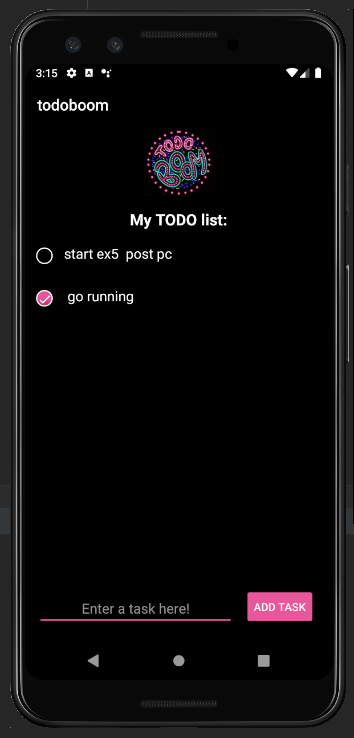 3:15
todoboom
TODO
BOOM
My TODO list:
start ex5  post pc
go running
Enter a task here!
ADD TASK